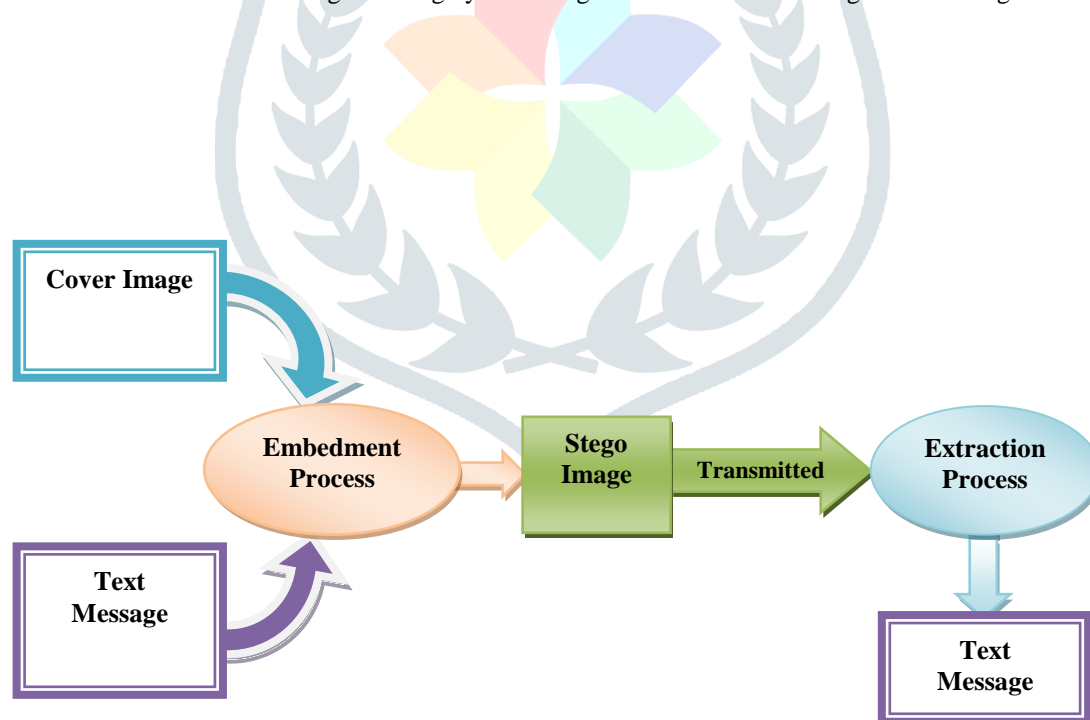 Cover Image
Embedment
Process
Stego
Image
Transmitted
Extraction
Process
Text
Message
Text
Message